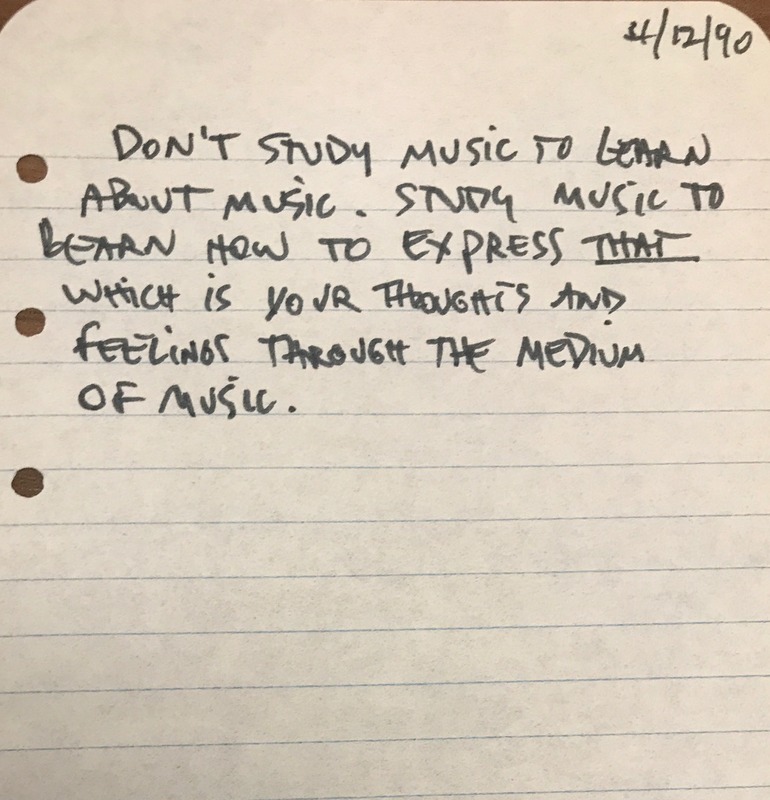 4/12/90
DON'T STUDY MUSIC TO LEARN
ABOUT MUSIC. STUDY MUSIC TO
LEARN HOW TO EXPRESS THAT
WHICH IS YOUR THOUGHTS AND
FEELINGS THROUGH THE MEDIUM
OF MUSIC.